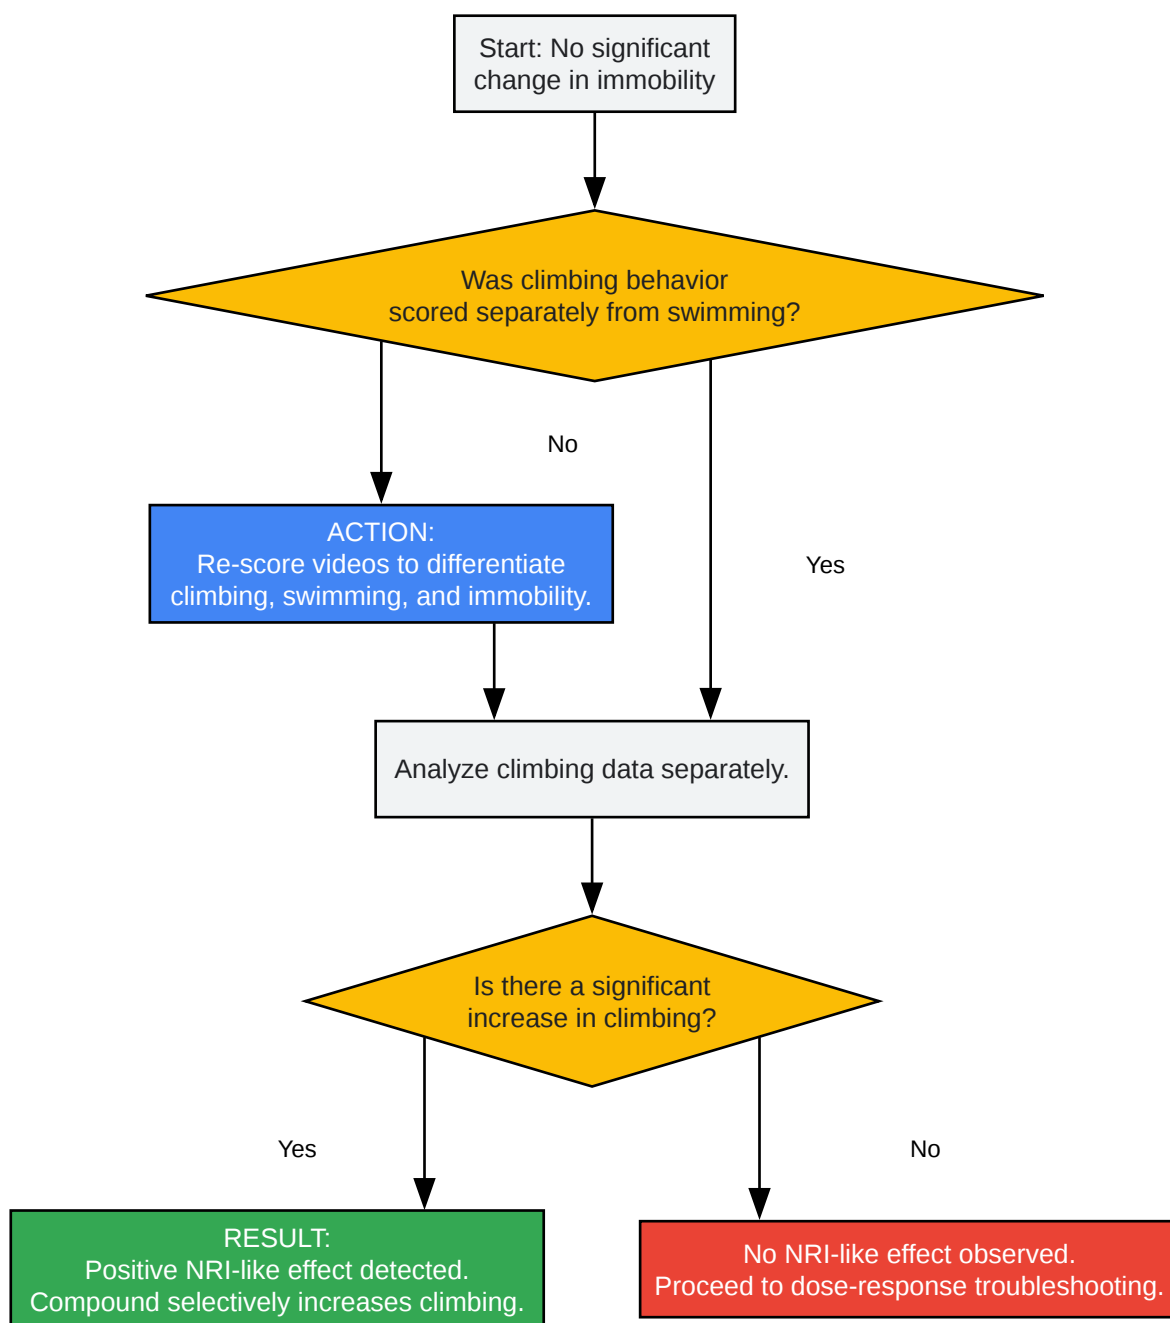 Start: No significant
change in immobility
Was climbing behavior
scored separately from swimming?
No
ACTION:
Re-score videos to differentiate
climbing, swimming, and immobility.
Yes
Analyze climbing data separately.
Is there a significant
increase in climbing?
Yes
No
RESULT:
Positive NRI-like effect detected.
Compound selectively increases climbing.
No NRI-like effect observed.
Proceed to dose-response troubleshooting.